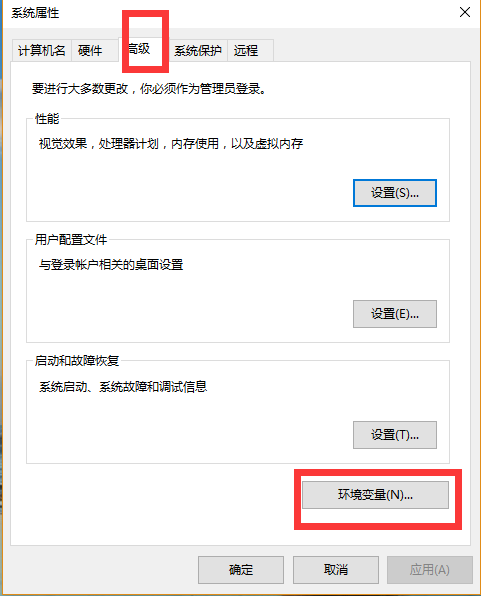 系统属性
计算机名 硬件 高级 系统保护 远程
要进行大多数更改，你必须作为管理员登录。
性能
视觉效果，处理器计划，内存使用，以及虚拟内存
设置(S)...
用户配置文件
与登录帐户相关的桌面设置
设置(E)...
启动和故障恢复
系统启动、系统故障和调试信息
设置(T)...
环境变量(N)...
确定 取消 应用(A)